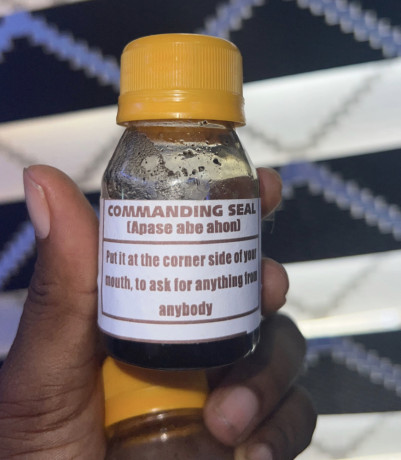 COMMANDING SEAL
(Apase abe ahon)
Put it at the corner side of your
mouth, to ask for anything from
anybody